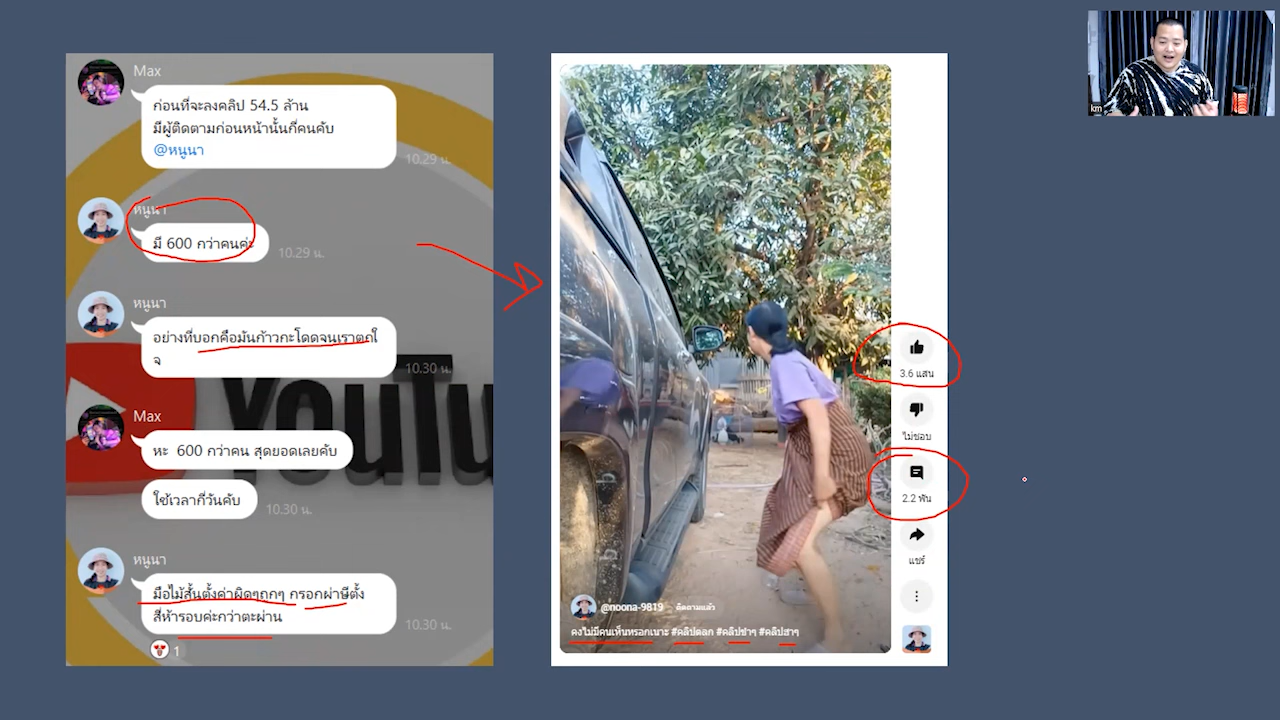 Max
ก่อนที่จะลงคลิป 54.5 ล้าน
มีผู้ติดตามก่อนหน้านั้นกี่คนคับ
@หนูนา
10.29 น.
หนูนา
มี 600 กว่าคนค่ะ
10.29 น.
หนูนา
อย่างที่บอกคือมันก้าวกะโดดจนเราตกใ
จ
10.30 น.
Max
หะ 600 กว่าคน สุดยอดเลยคับ
ใช้เวลากี่วันคับ
10.30 น.
หนูนา
มือไม้สั้นตั้งค่าผิดๆถูกๆ กรอกผ่าษีตั้ง
สี่ห้ารอบค่ะกว่าตะผ่าน
10.30 น.
1
YouTu
3.6 แสน
ไม่ชอบ
2.2 พัน
แชร์
@noona-9819 ติดตามแล้ว
คงไม่มีคนเห็นหรอกเนาะ #คลิปตลก #คลิปขำๆ #คลิปฮาๆ
km